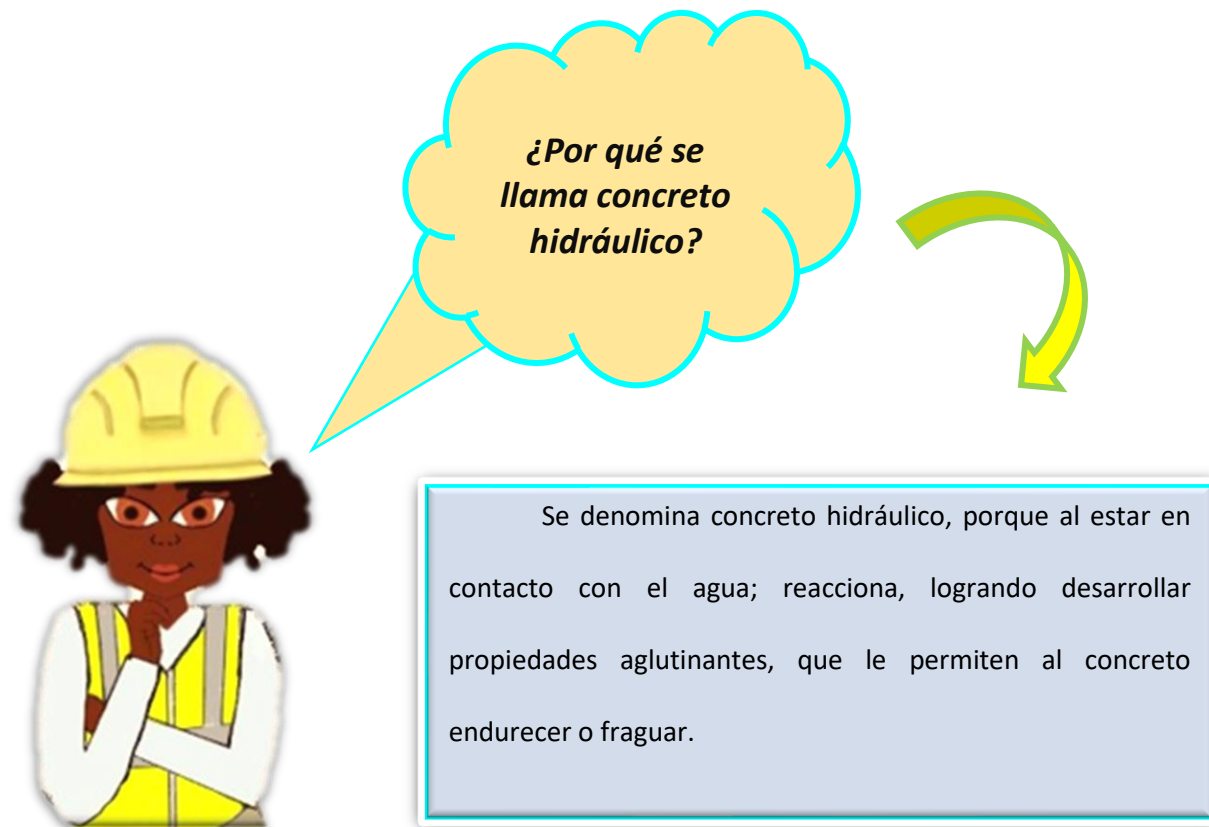 ¿Por qué se
llama concreto
hidráulico?
Se denomina concreto hidráulico, porque al estar en
contacto con el agua; reacciona, logrando desarrollar
propiedades aglutinantes, que le permiten al concreto
endurecer o fraguar.